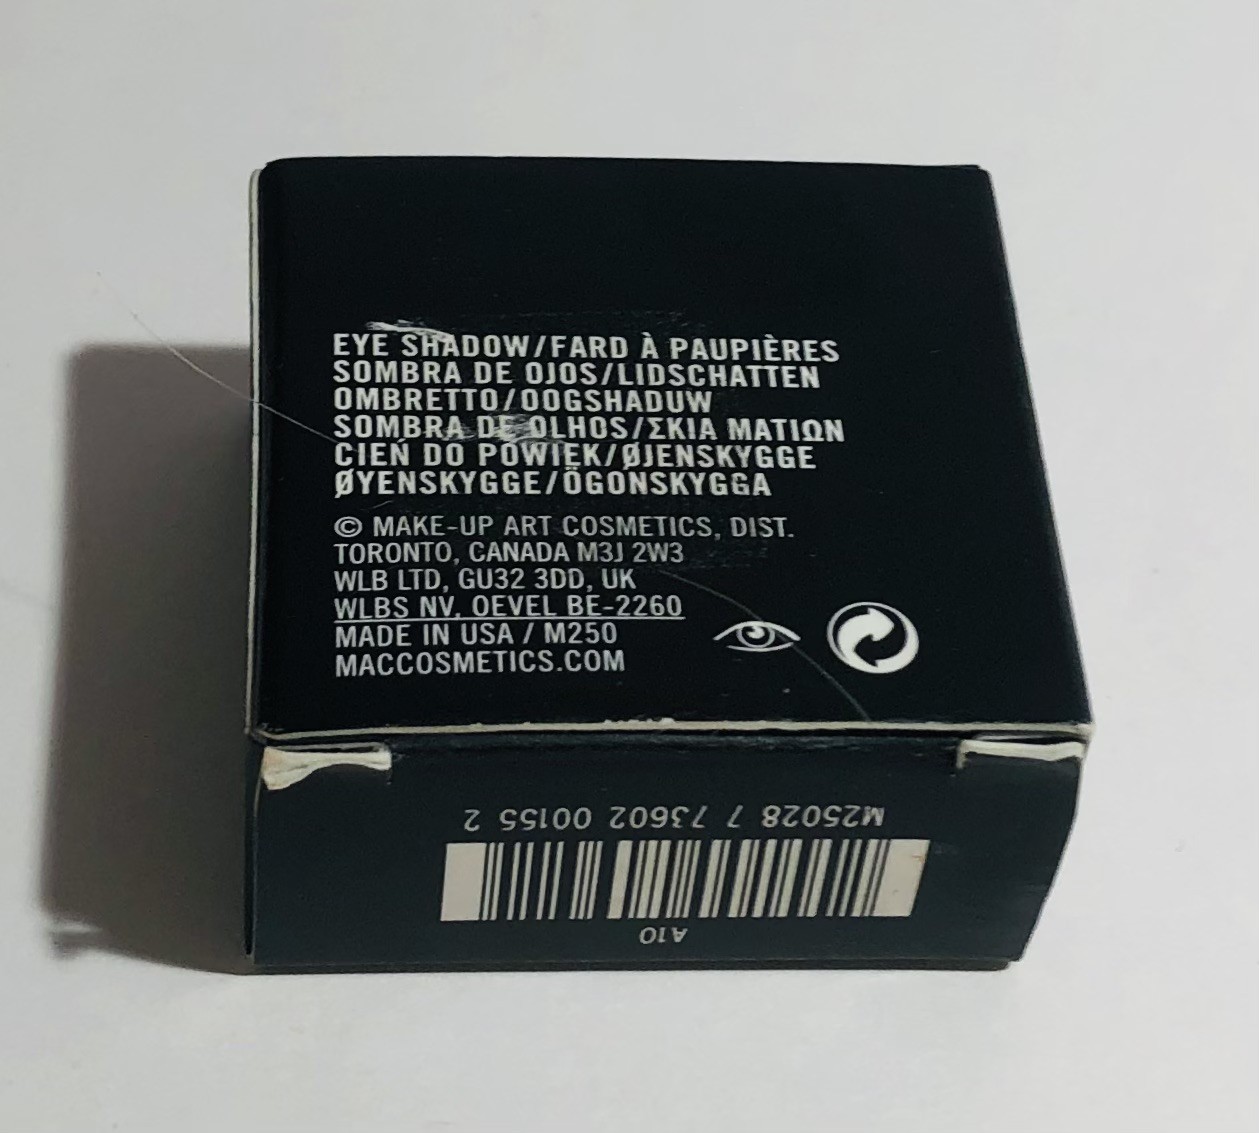 EYE SHADOW/FARD À PAUPIÈRES
SOMBRA DE OJOS/LIDSCHATTEN
OMBRETTO/OOGSHADUW
SOMBRA DE OLHOS/ΣΚΙΑ ΜΑΤΙΩΝ
CIEŃ DO POWIEK/ØJENSKYGGE
ØYENSKYGGE/ÖGONSKYGGA
© MAKE-UP ART COSMETICS, DIST.
TORONTO, CANADA M3J 2W3
WLB LTD, GU32 3DD, UK
WLBS NV, OEVEL BE-2260
MADE IN USA / M250
MACCOSMETICS.COM
M25028 7 73602 00155 2
A10